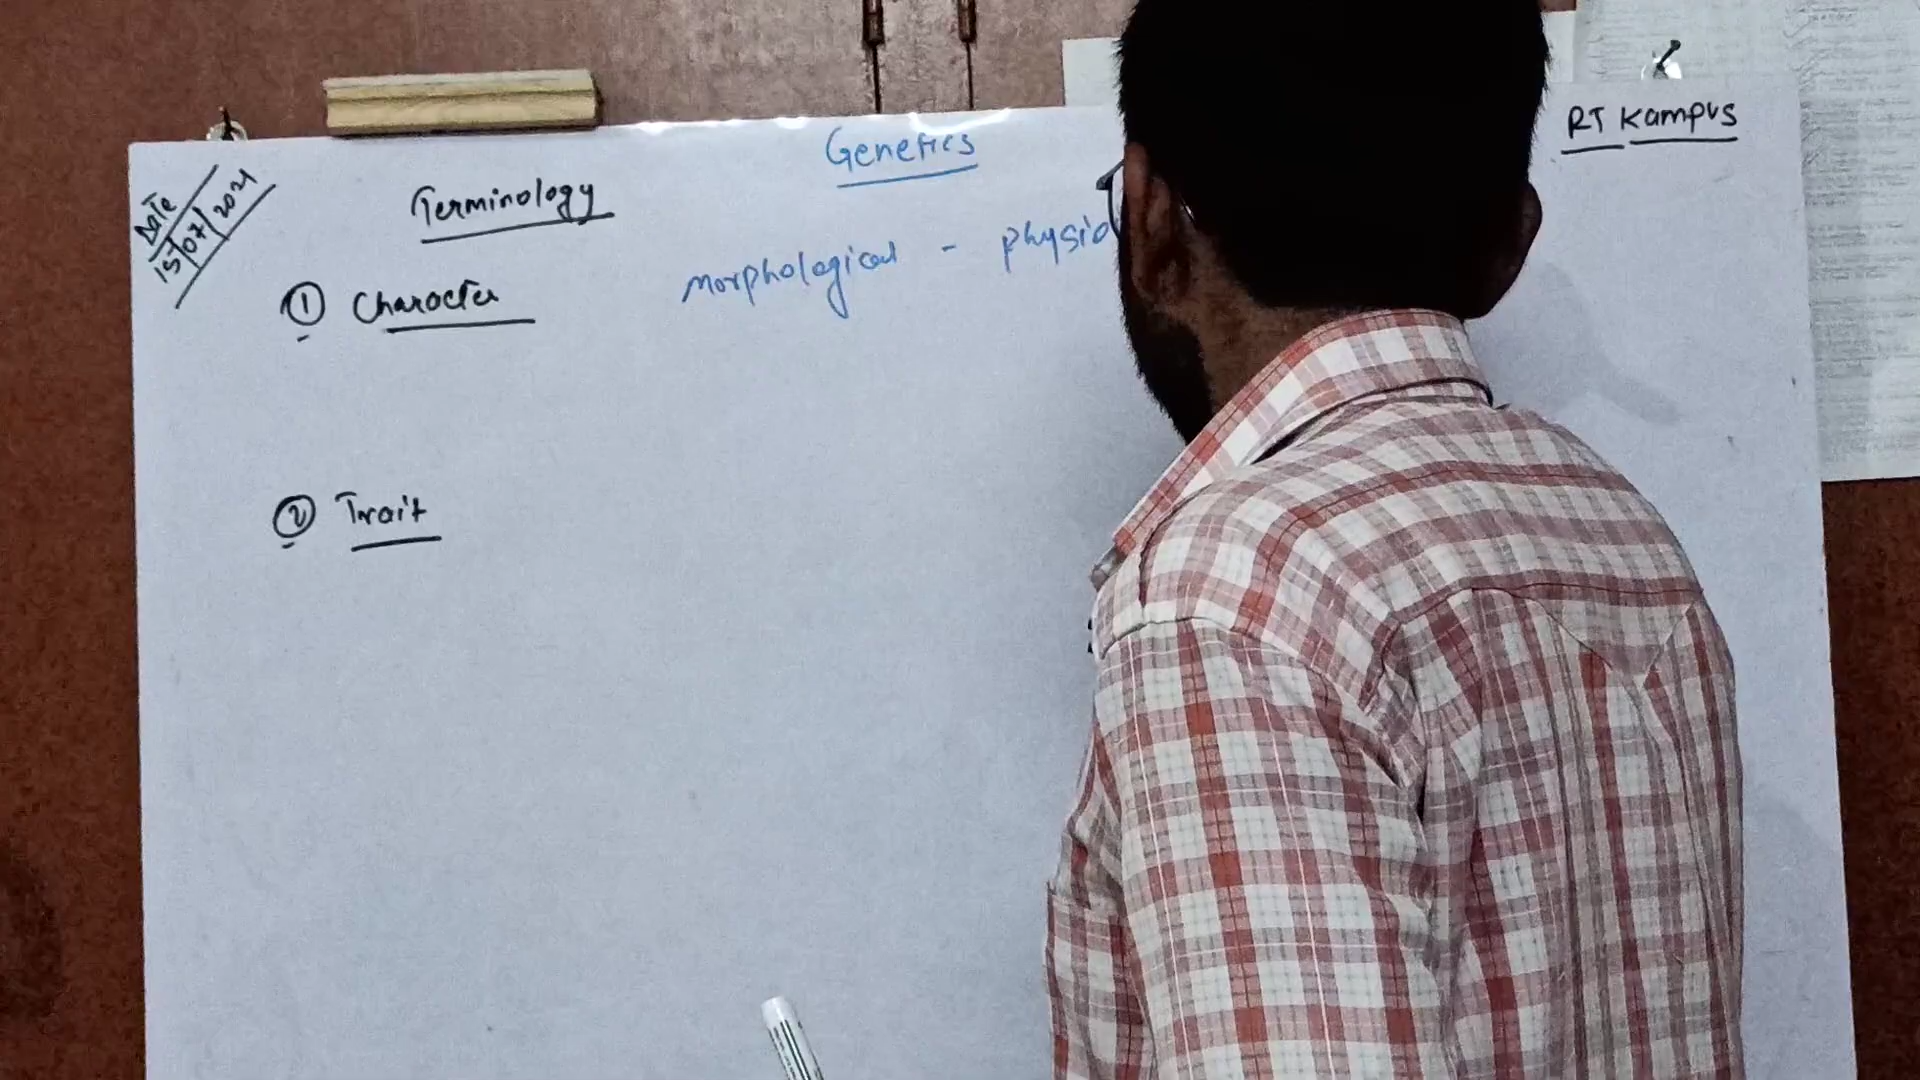 Genetics
RT Kampus
Date
15/07/2021
Terminology
morphological - physio
① Character
② Trait